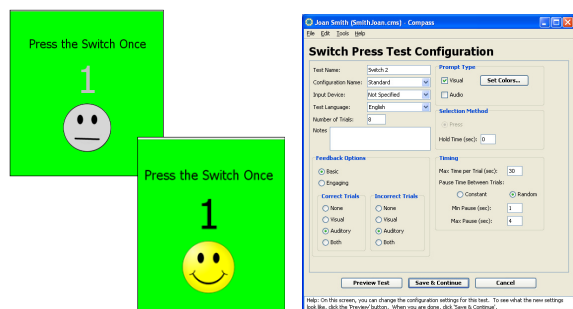 Press the Switch Once
1
Press the Switch Once
1
Joan Smith (SmithJoan.cms) - Compass
File Edit Tools Help
Switch Press Test Configuration
Test Name: Switch 2
Configuration Name: Standard
Input Device: Not Specified
Test Language: English
Number of Trials: 8
Notes
Prompt Type
Visual Set Colors...
Audio
Selection Method
Press
Hold Time (sec): 0
Feedback Options
Basic
Engaging
Correct Trials Incorrect Trials
None None
Visual Visual
Auditory Auditory
Both Both
Timing
Max Time per Trial (sec): 30
Pause Time Between Trials:
Constant Random
Min Pause (sec): 1
Max Pause (sec): 4
Preview Test Save & Continue Cancel
Help: On this screen, you can change the configuration settings for this test. To see what the new settings
look like, click the 'Preview' button. When you are done, click 'Save & Continue'.